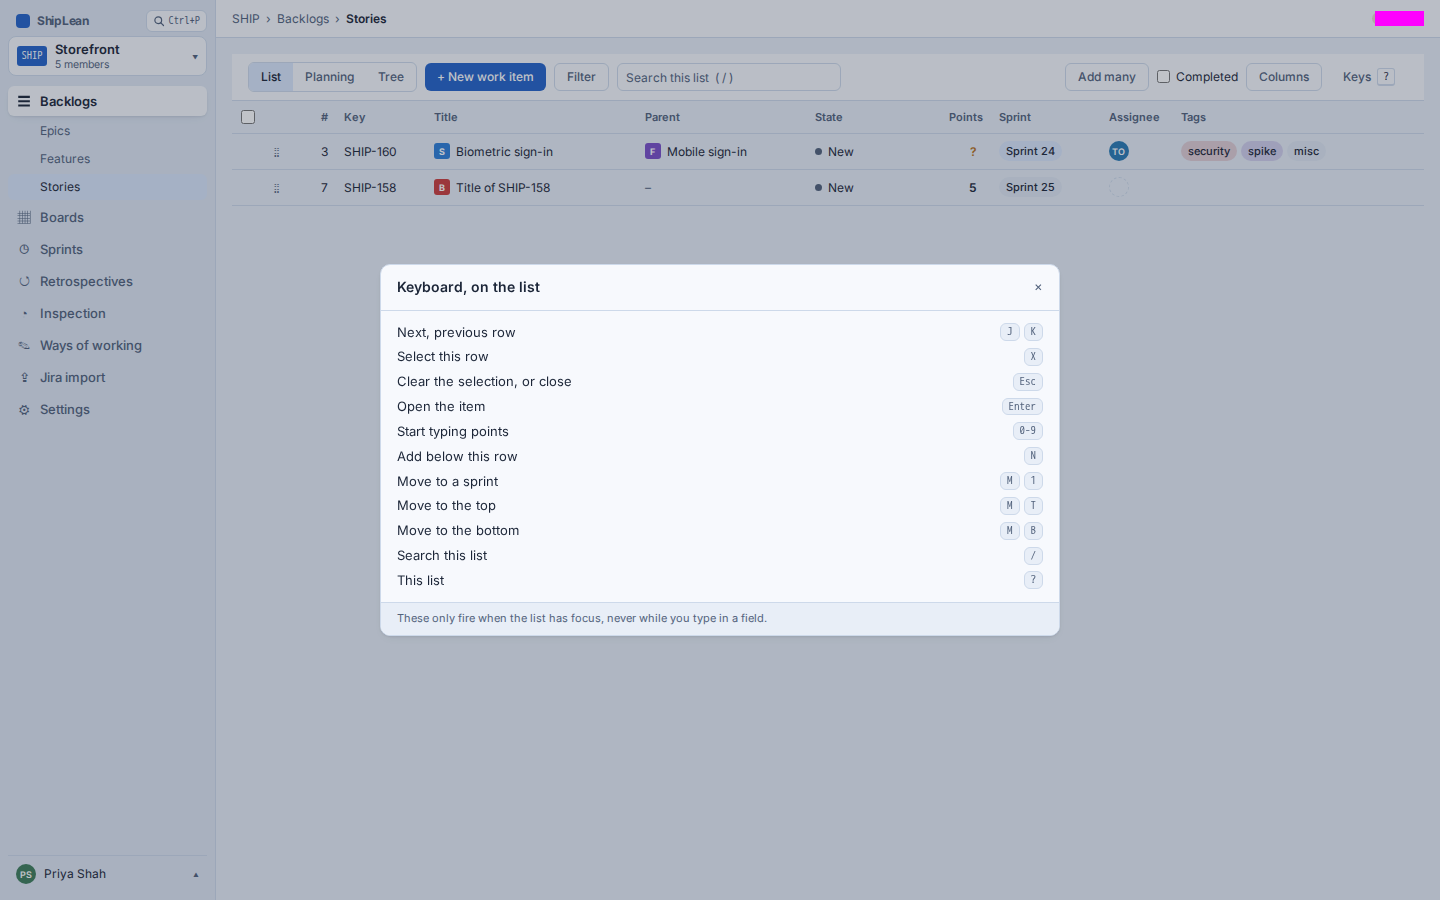 ShipLean Ctrl+P
SHIP Storefront
5 members
Backlogs
Epics
Features
Stories
Boards
Sprints
Retrospectives
Inspection
Ways of working
Jira import
Settings
PS Priya Shah
SHIP › Backlogs › Stories
List Planning Tree + New work item Filter Search this list ( / ) Add many Completed Columns Keys ?
# Key Title Parent State Points Sprint Assignee Tags
3 SHIP-160 S Biometric sign-in F Mobile sign-in New ? Sprint 24 TO security spike misc
7 SHIP-158 B Title of SHIP-158 – New 5 Sprint 25
Keyboard, on the list ×
Next, previous row J K
Select this row X
Clear the selection, or close Esc
Open the item Enter
Start typing points 0-9
Add below this row N
Move to a sprint M 1
Move to the top M T
Move to the bottom M B
Search this list /
This list ?
These only fire when the list has focus, never while you type in a field.